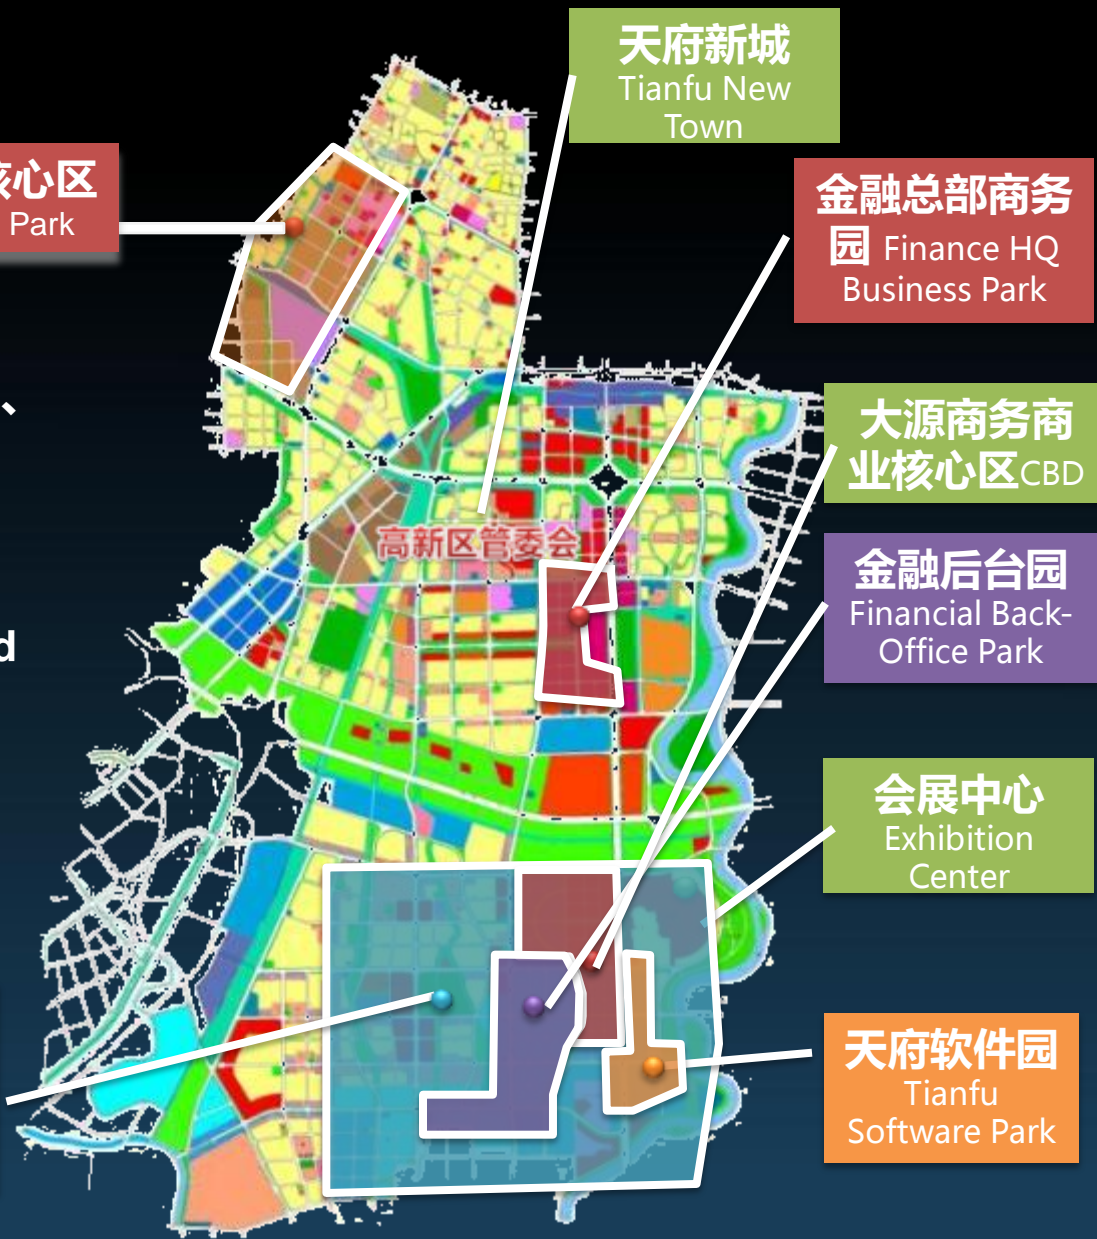 天府新城
Tianfu New
Town
核心区
Park
金融总部商务
园 Finance HQ
Business Park
、
大源商务商
业核心区CBD
高新区管委会
金融后台园
Financial Back-
Office Park
d
会展中心
Exhibition
Center
天府软件园
Tianfu
Software Park